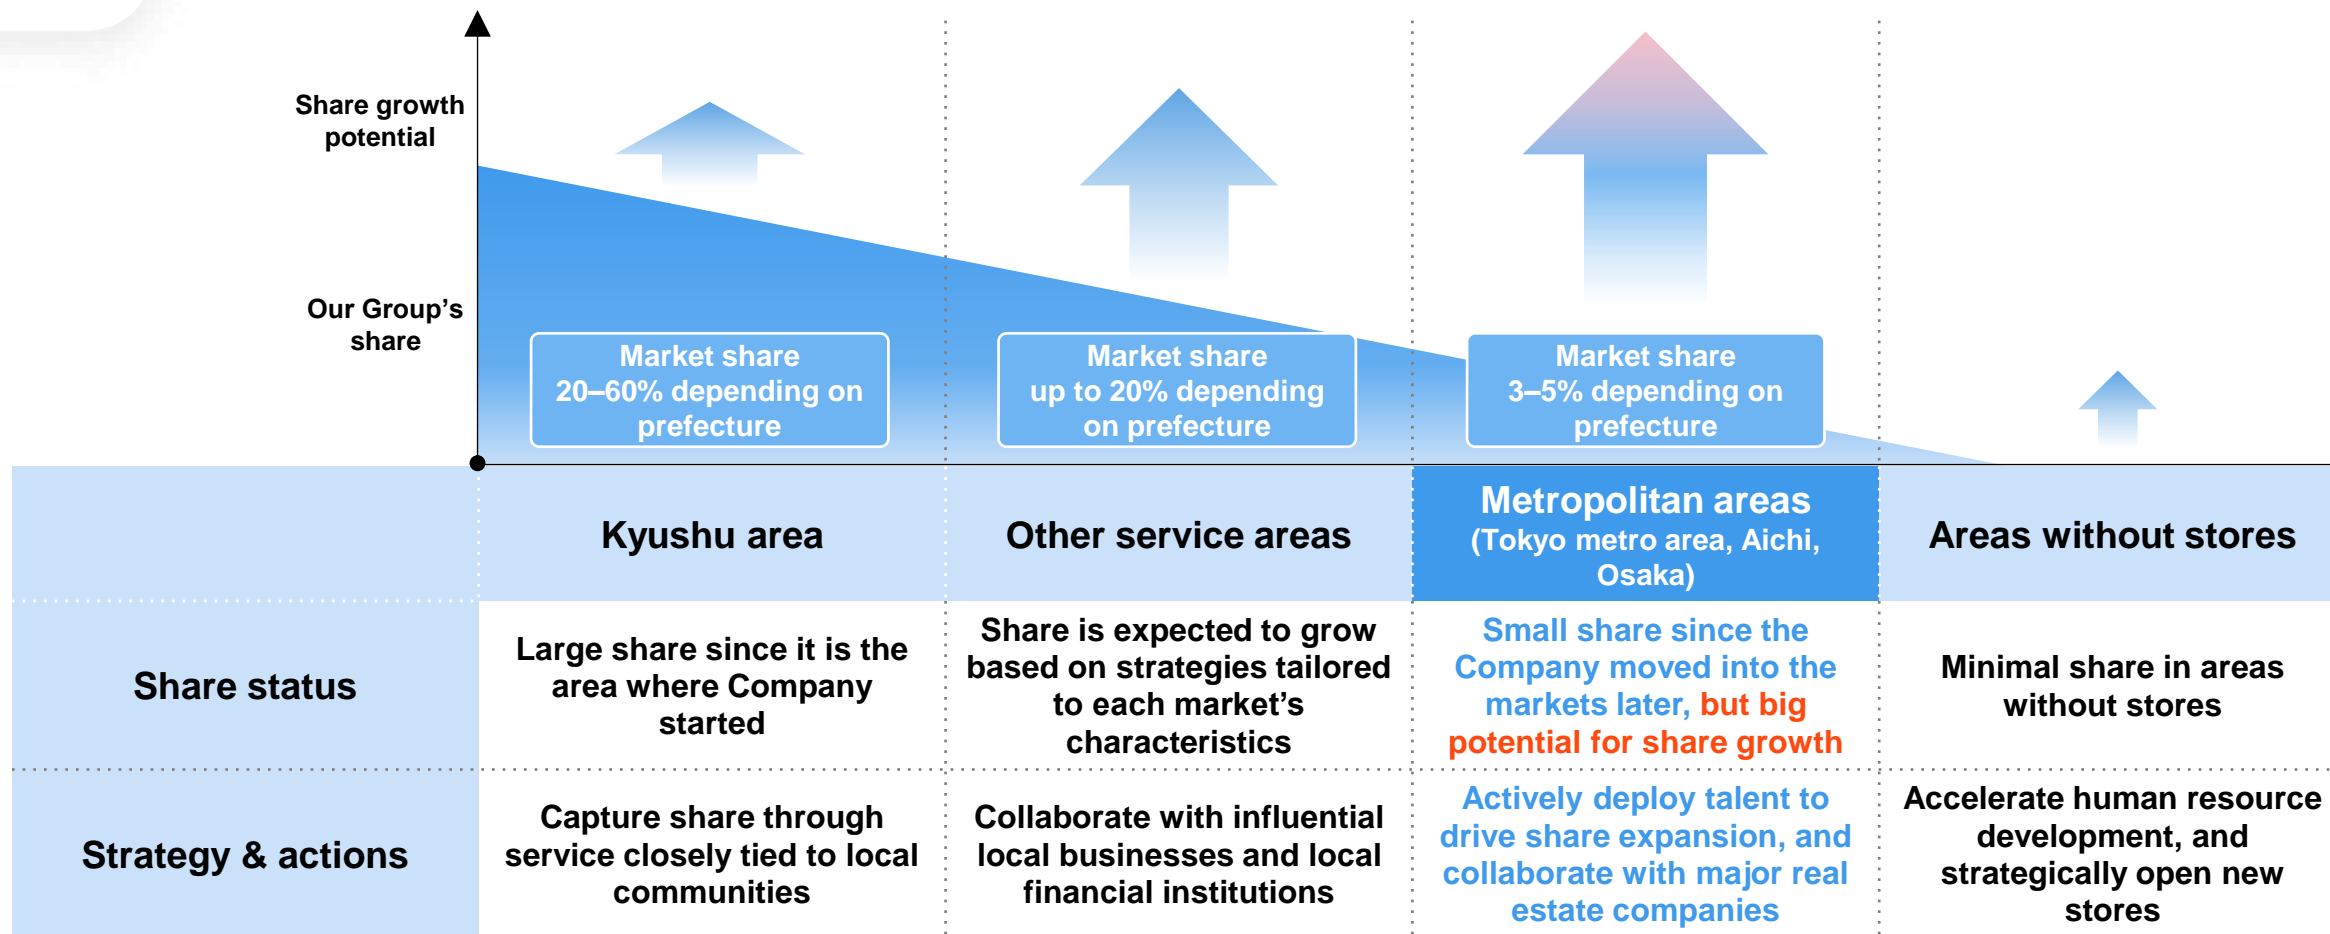 Share growth
potential
Our Group’s
share
Market share
20–60% depending on
prefecture
Market share
up to 20% depending
on prefecture
Market share
3–5% depending on
prefecture
Kyushu area
Other service areas
Metropolitan areas
(Tokyo metro area, Aichi,
Osaka)
Areas without stores
Share status
Large share since it is the
area where Company
started
Share is expected to grow
based on strategies tailored
to each market’s
characteristics
Small share since the
Company moved into the
markets later, but big
potential for share growth
Minimal share in areas
without stores
Strategy & actions
Capture share through
service closely tied to local
communities
Collaborate with influential
local businesses and local
financial institutions
Actively deploy talent to
drive share expansion, and
collaborate with major real
estate companies
Accelerate human resource
development, and
strategically open new
stores